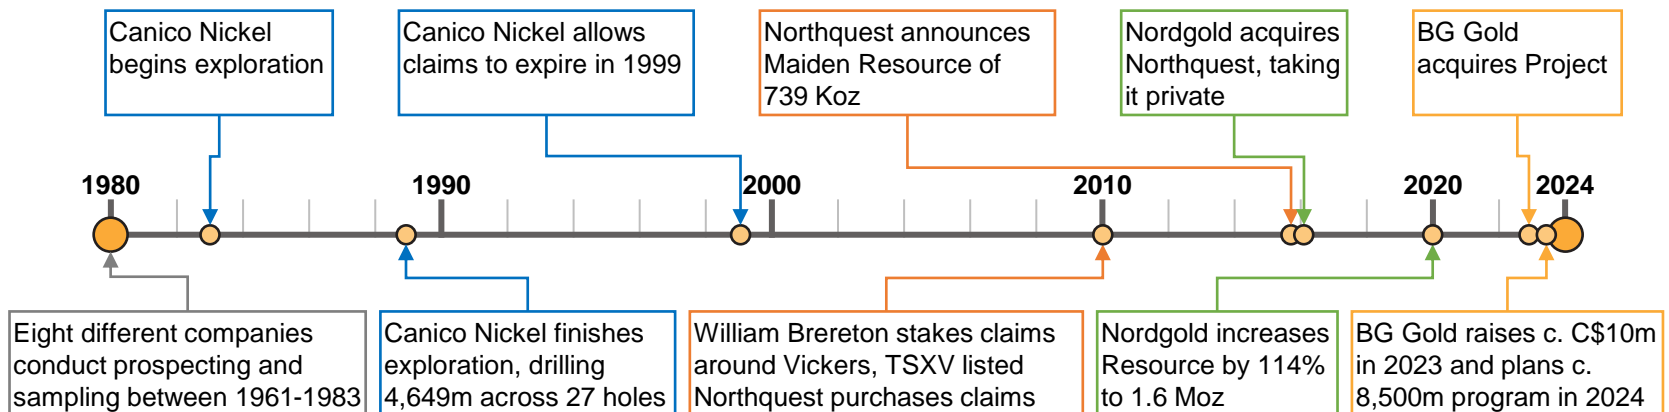 Canico Nickel
begins exploration
Canico Nickel allows
claims to expire in 1999
Northquest announces
Maiden Resource of
739 Koz
Nordgold acquires
Northquest, taking
it private
BG Gold
acquires Project
1980
1990
2000
2010
2020
2024
Eight different companies
conduct prospecting and
sampling between 1961-1983
Canico Nickel finishes
exploration, drilling
4,649m across 27 holes
William Brereton stakes claims
around Vickers, TSXV listed
Northquest purchases claims
Nordgold increases
Resource by 114%
to 1.6 Moz
BG Gold raises c. C$10m
in 2023 and plans c.
8,500m program in 2024